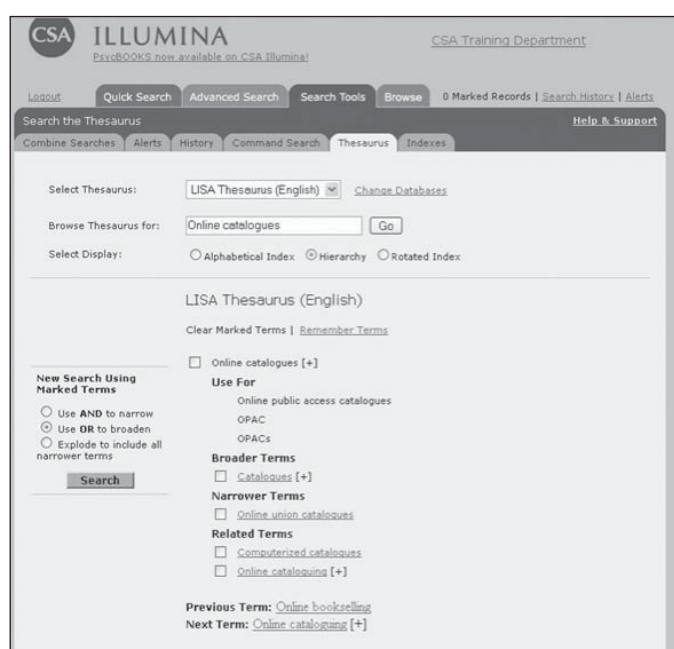 CSA ILLUMINA
PsycBOOKS now available on CSA Illumina!
CSA Training Department
Logout Quick Search Advanced Search Search Tools Browse 0 Marked Records | Search History | Alerts
Search the Thesaurus Help & Support
Combine Searches Alerts History Command Search Thesaurus Indexes
Select Thesaurus: LISA Thesaurus (English) Change Databases
Browse Thesaurus for: Online catalogues Go
Select Display: Alphabetical Index Hierarchy Rotated Index
LISA Thesaurus (English)
Clear Marked Terms | Remember Terms
New Search Using
Marked Terms
Use AND to narrow
Use OR to broaden
Explode to include all
narrower terms
Search
Online catalogues [+]
Use For
Online public access catalogues
OPAC
OPACs
Broader Terms
Catalogues [+]
Narrower Terms
Online union catalogues
Related Terms
Computerized catalogues
Online cataloguing [+]
Previous Term: Online bookselling
Next Term: Online cataloguing [+]